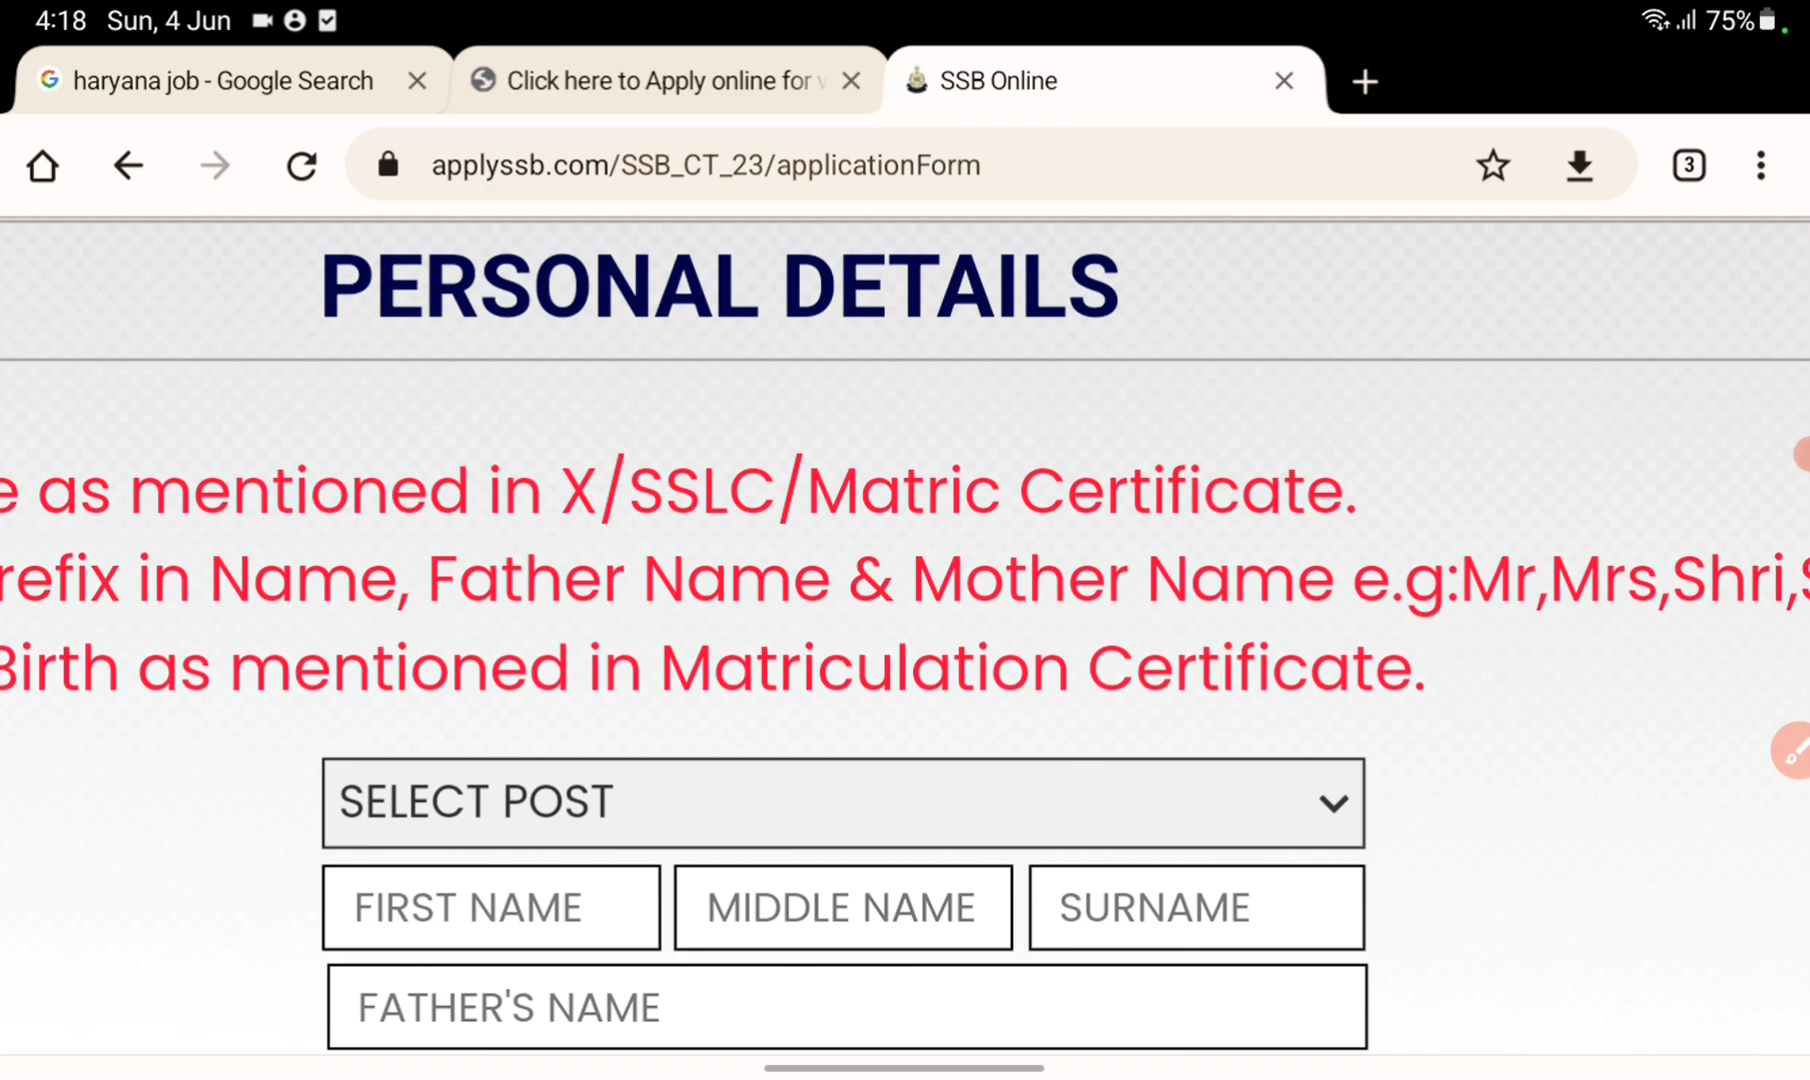 4:18 Sun, 4 Jun 75%
haryana job - Google Search Click here to Apply online for SSB Online
applyssb.com/SSB_CT_23/applicationForm 3
PERSONAL DETAILS
e as mentioned in X/SSLC/Matric Certificate.
refix in Name, Father Name & Mother Name e.g:Mr,Mrs,Shri,
Birth as mentioned in Matriculation Certificate.
SELECT POST
FIRST NAME MIDDLE NAME SURNAME
FATHER'S NAME